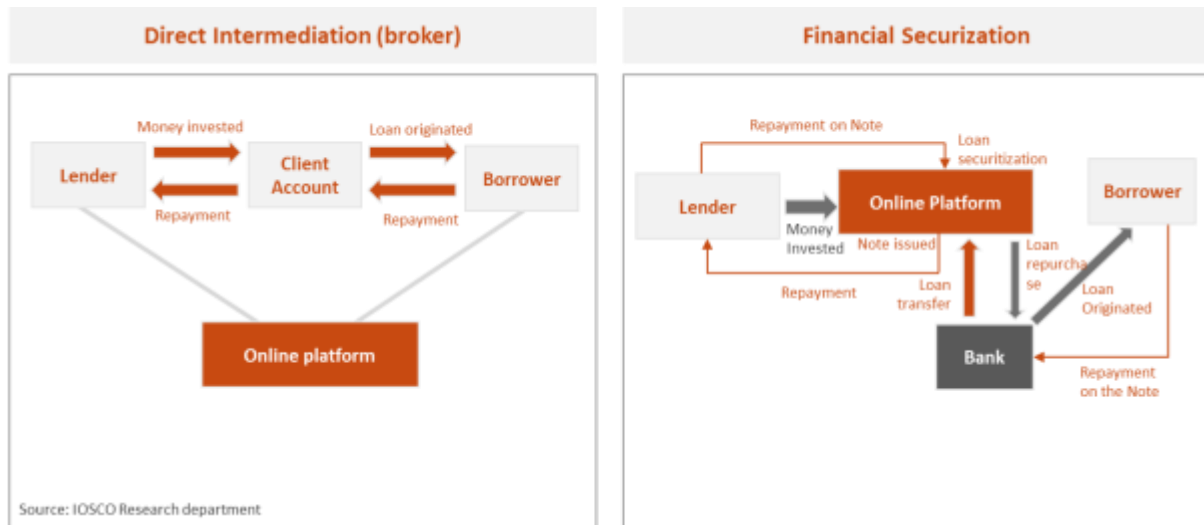 Direct Intermediation (broker)
Money invested
Loan originated
Lender
Client
Account
Borrower
Repayment
Repayment
Online platform
Source: IOSCO Research department
Financial Securization
Repayment on Note
Loan
securitization
Lender
Online Platform
Borrower
Money
Invested
Note issued
Loan
repurcha
se
Repayment
Loan
transfer
Loan
Originated
Bank
Repayment
on the Note